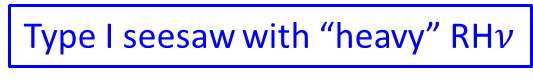 Type I seesaw with “heavy” RH𝜈